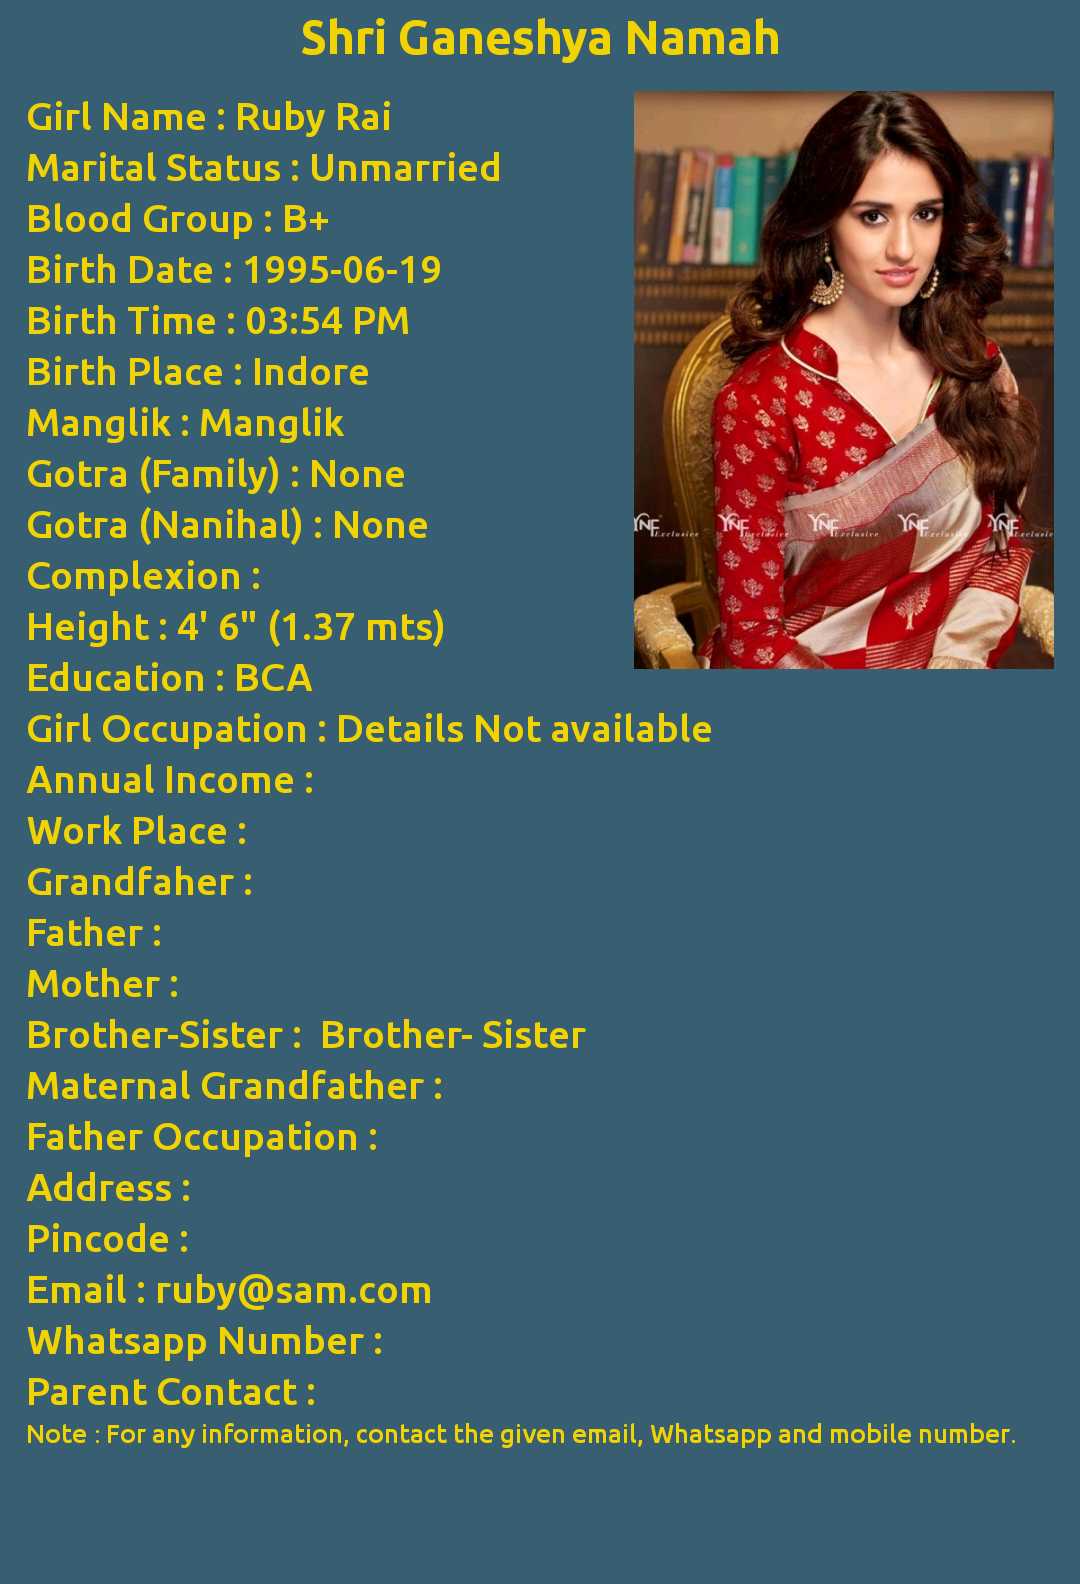 Shri Ganeshya Namah
Girl Name : Ruby Rai
Marital Status : Unmarried
Blood Group : B+
Birth Date : 1995-06-19
Birth Time : 03:54 PM
Birth Place : Indore
Manglik : Manglik
Gotra (Family) : None
Gotra (Nanihal) : None
Complexion :
Height : 4' 6" (1.37 mts)
Education : BCA
Girl Occupation : Details Not available
Annual Income :
Work Place :
Grandfaher :
Father :
Mother :
Brother-Sister :  Brother- Sister
Maternal Grandfather :
Father Occupation :
Address :
Pincode :
Email : ruby@sam.com
Whatsapp Number :
Parent Contact :
Note : For any information, contact the given email, Whatsapp and mobile number.
YNF Exclusive YNF Exclusive YNF Exclusive YNF Exclusive YNF Exclusive